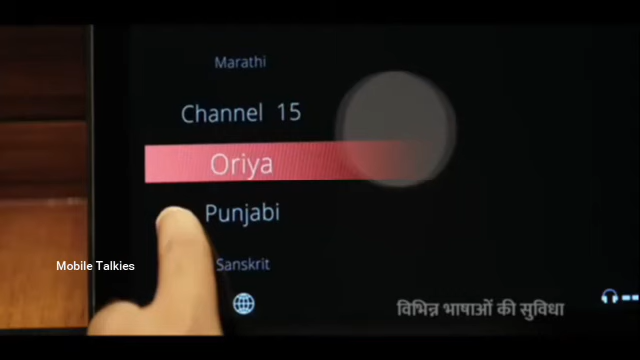 Marathi
Channel 15
Oriya
Punjabi
Sanskrit
Mobile Talkies
विभिन्न भाषाओं की सुविधा